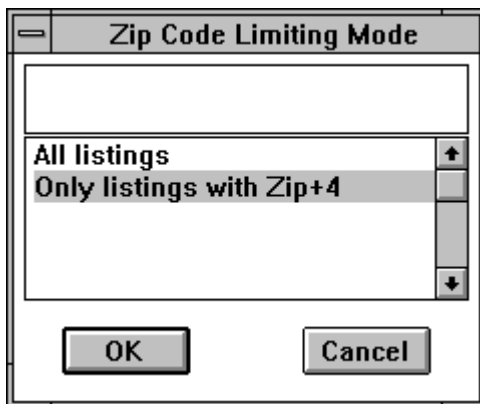 Zip Code Limiting Mode
All listings
Only listings with Zip+4
OK
Cancel